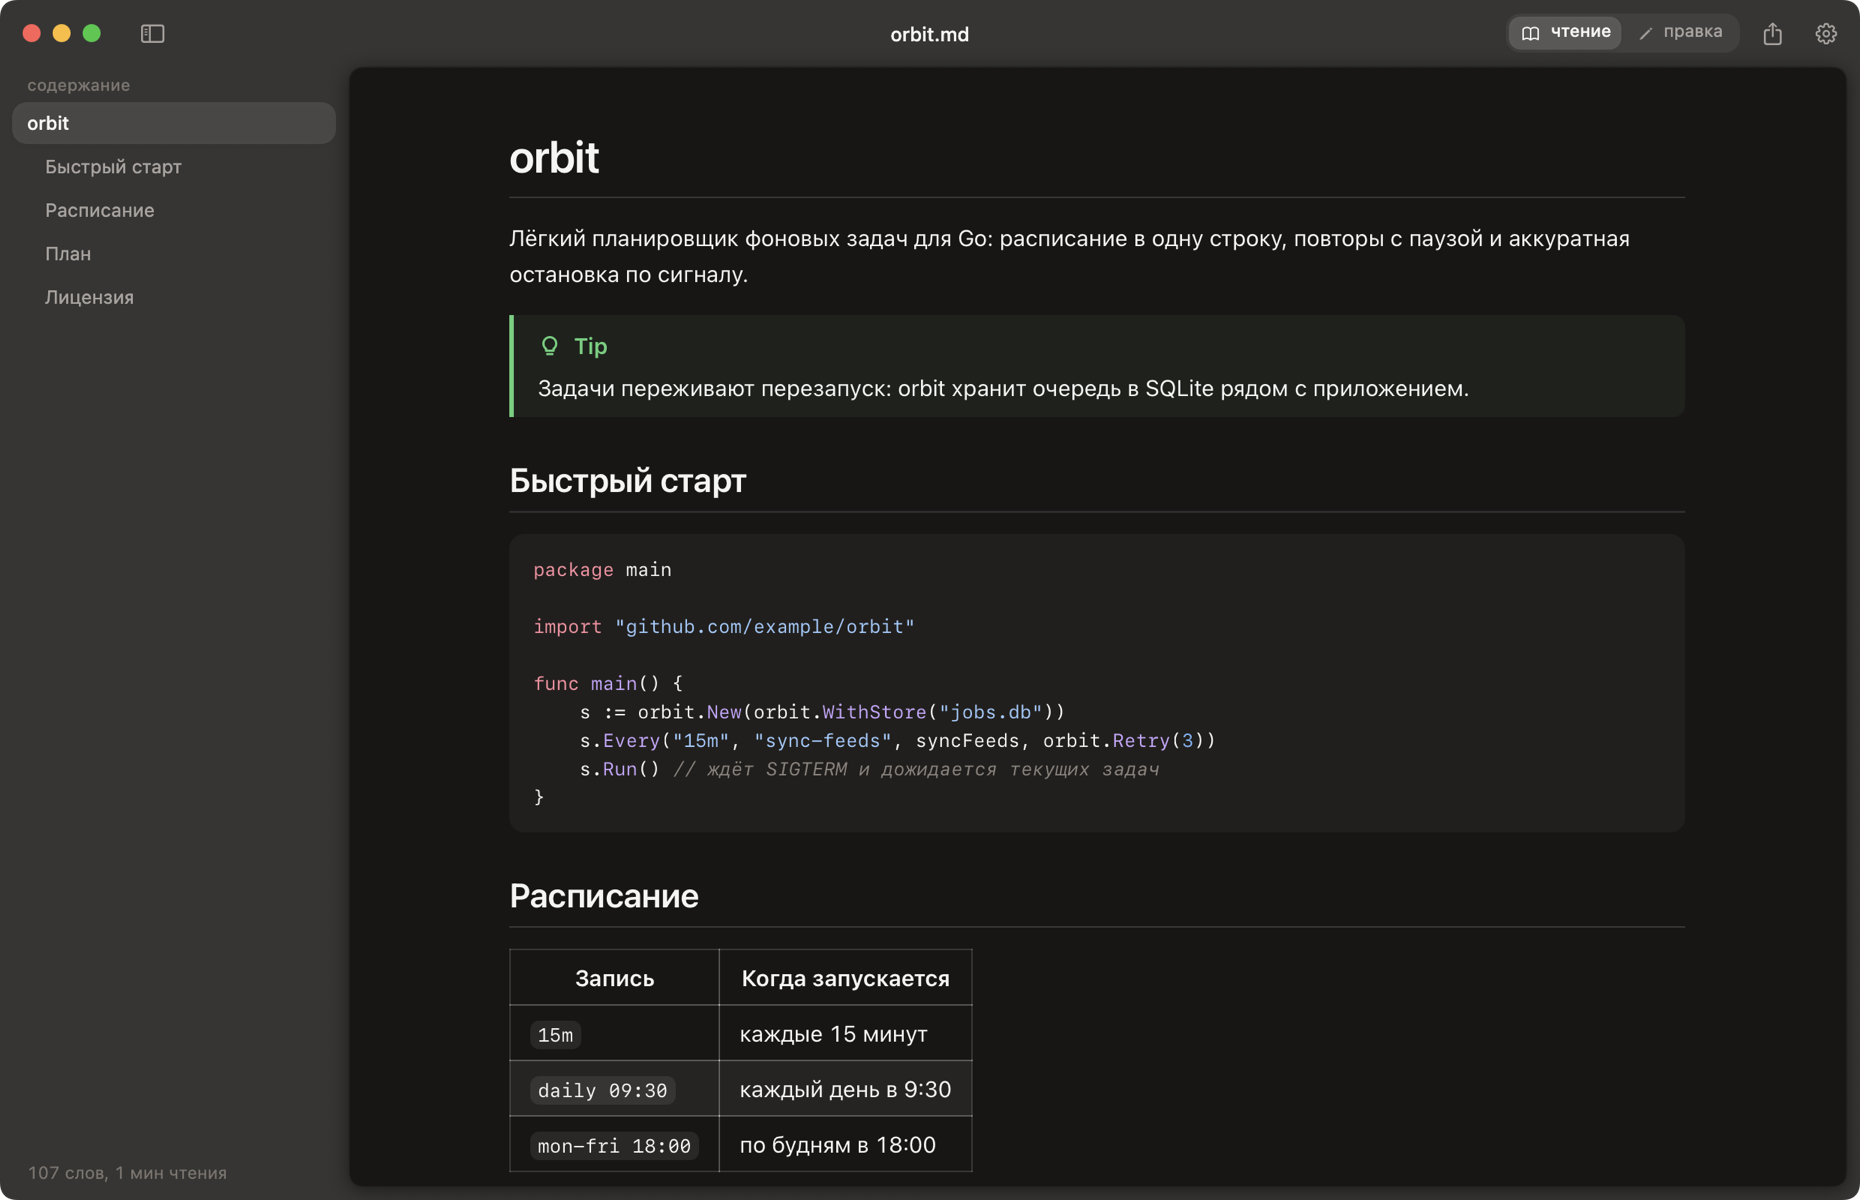 orbit.md
чтение
правка
содержание
orbit
Быстрый старт
Расписание
План
Лицензия
107 слов, 1 мин чтения
orbit
Лёгкий планировщик фоновых задач для Go: расписание в одну строку, повторы с паузой и аккуратная
остановка по сигналу.
Tip
Задачи переживают перезапуск: orbit хранит очередь в SQLite рядом с приложением.
Быстрый старт
package main
import "github.com/example/orbit"
func main() {
    s := orbit.New(orbit.WithStore("jobs.db"))
    s.Every("15m", "sync-feeds", syncFeeds, orbit.Retry(3))
    s.Run() // ждёт SIGTERM и дожидается текущих задач
}
Расписание
Запись Когда запускается
15m каждые 15 минут
daily 09:30 каждый день в 9:30
mon-fri 18:00 по будням в 18:00